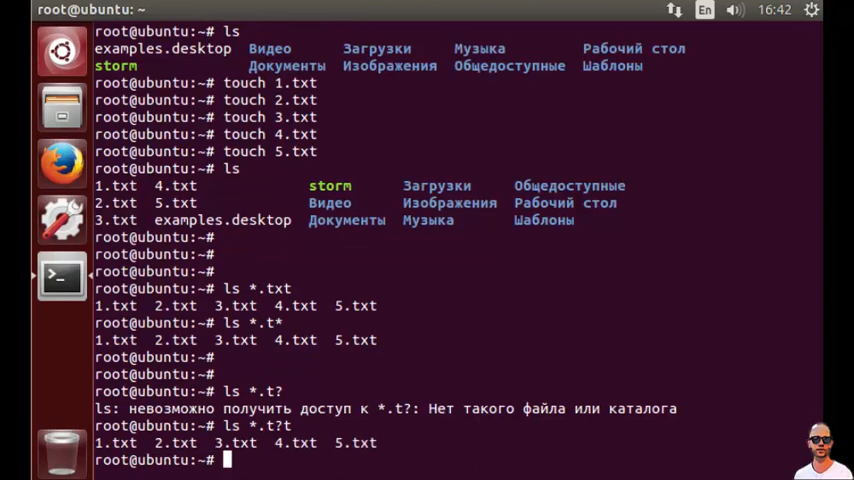 root@ubuntu: ~ En 16:42
root@ubuntu:~# ls
examples.desktop Видео Загрузки Музыка Рабочий стол
storm Документы Изображения Общедоступные Шаблоны
root@ubuntu:~# touch 1.txt
root@ubuntu:~# touch 2.txt
root@ubuntu:~# touch 3.txt
root@ubuntu:~# touch 4.txt
root@ubuntu:~# touch 5.txt
root@ubuntu:~# ls
1.txt 4.txt storm Загрузки Общедоступные
2.txt 5.txt Видео Изображения Рабочий стол
3.txt examples.desktop Документы Музыка Шаблоны
root@ubuntu:~#
root@ubuntu:~#
root@ubuntu:~#
root@ubuntu:~# ls *.txt
1.txt 2.txt 3.txt 4.txt 5.txt
root@ubuntu:~# ls *.t*
1.txt 2.txt 3.txt 4.txt 5.txt
root@ubuntu:~#
root@ubuntu:~#
root@ubuntu:~# ls *.t?
ls: невозможно получить доступ к *.t?: Нет такого файла или каталога
root@ubuntu:~# ls *.t?t
1.txt 2.txt 3.txt 4.txt 5.txt
root@ubuntu:~#